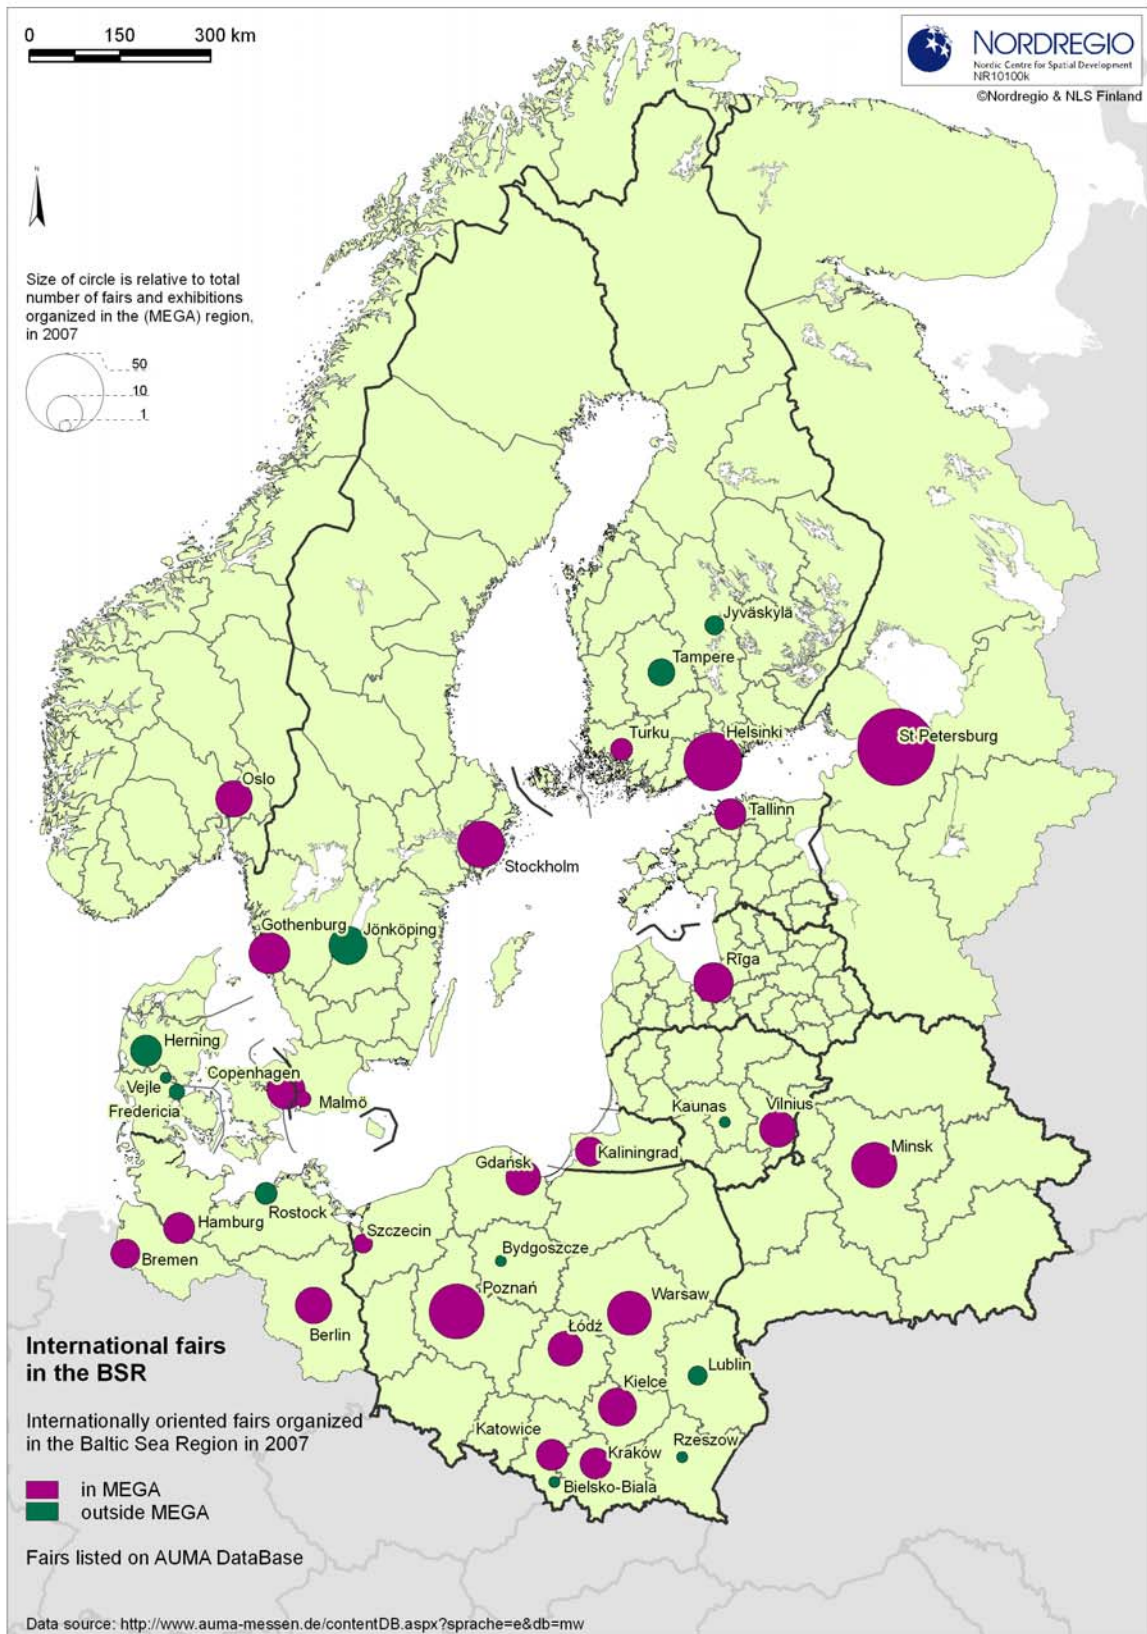 0 150 300 km
NORDREGIO
Nordic Centre for Spatial Development
NR10100k
©Nordregio & NLS Finland
N
Size of circle is relative to total
number of fairs and exhibitions
organized in the (MEGA) region,
in 2007
50
10
1
Jyväskylä
Tampere
Turku
Helsinki
St Petersburg
Oslo
Tallinn
Stockholm
Gothenburg
Jönköping
Rīga
Herning
Copenhagen
Vejle
Malmö
Fredericia
Kaunas
Vilnius
Minsk
Kaliningrad
Gdańsk
Rostock
Hamburg
Szczecin
Bremen
Bydgoszcze
Poznań
Warsaw
Berlin
Łódź
Lublin
Kielce
Katowice
Kraków
Rzeszow
Bielsko-Biala
International fairs
in the BSR
Internationally oriented fairs organized
in the Baltic Sea Region in 2007
in MEGA
outside MEGA
Fairs listed on AUMA DataBase
Data source: http://www.auma-messen.de/contentDB.aspx?sprache=e&db=mw